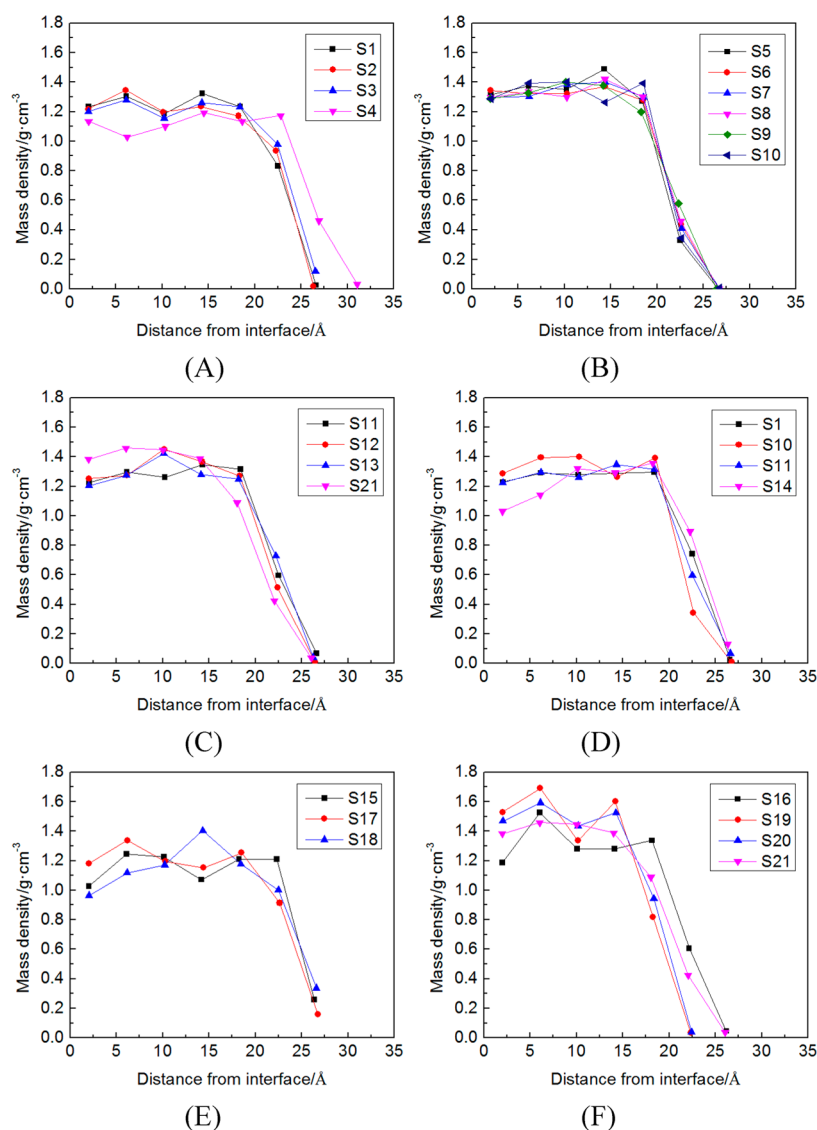 1.8
1.6
1.4
1.2
1.0
0.8
0.6
0.4
0.2
0.0
Mass density/g·cm⁻³
S1
S2
S3
S4
0 5 10 15 20 25 30 35
Distance from interface/Å
(A)
1.8
1.6
1.4
1.2
1.0
0.8
0.6
0.4
0.2
0.0
Mass density/g·cm⁻³
S5
S6
S7
S8
S9
S10
0 5 10 15 20 25 30 35
Distance from interface/Å
(B)
1.8
1.6
1.4
1.2
1.0
0.8
0.6
0.4
0.2
0.0
Mass density/g·cm⁻³
S11
S12
S13
S21
0 5 10 15 20 25 30 35
Distance from interface/Å
(C)
1.8
1.6
1.4
1.2
1.0
0.8
0.6
0.4
0.2
0.0
Mass density/g·cm⁻³
S1
S10
S11
S14
0 5 10 15 20 25 30 35
Distance from interface/Å
(D)
1.8
1.6
1.4
1.2
1.0
0.8
0.6
0.4
0.2
0.0
Mass density/g·cm⁻³
S15
S17
S18
0 5 10 15 20 25 30 35
Distance from interface/Å
(E)
1.8
1.6
1.4
1.2
1.0
0.8
0.6
0.4
0.2
0.0
Mass density/g·cm⁻³
S16
S19
S20
S21
0 5 10 15 20 25 30 35
Distance from interface/Å
(F)